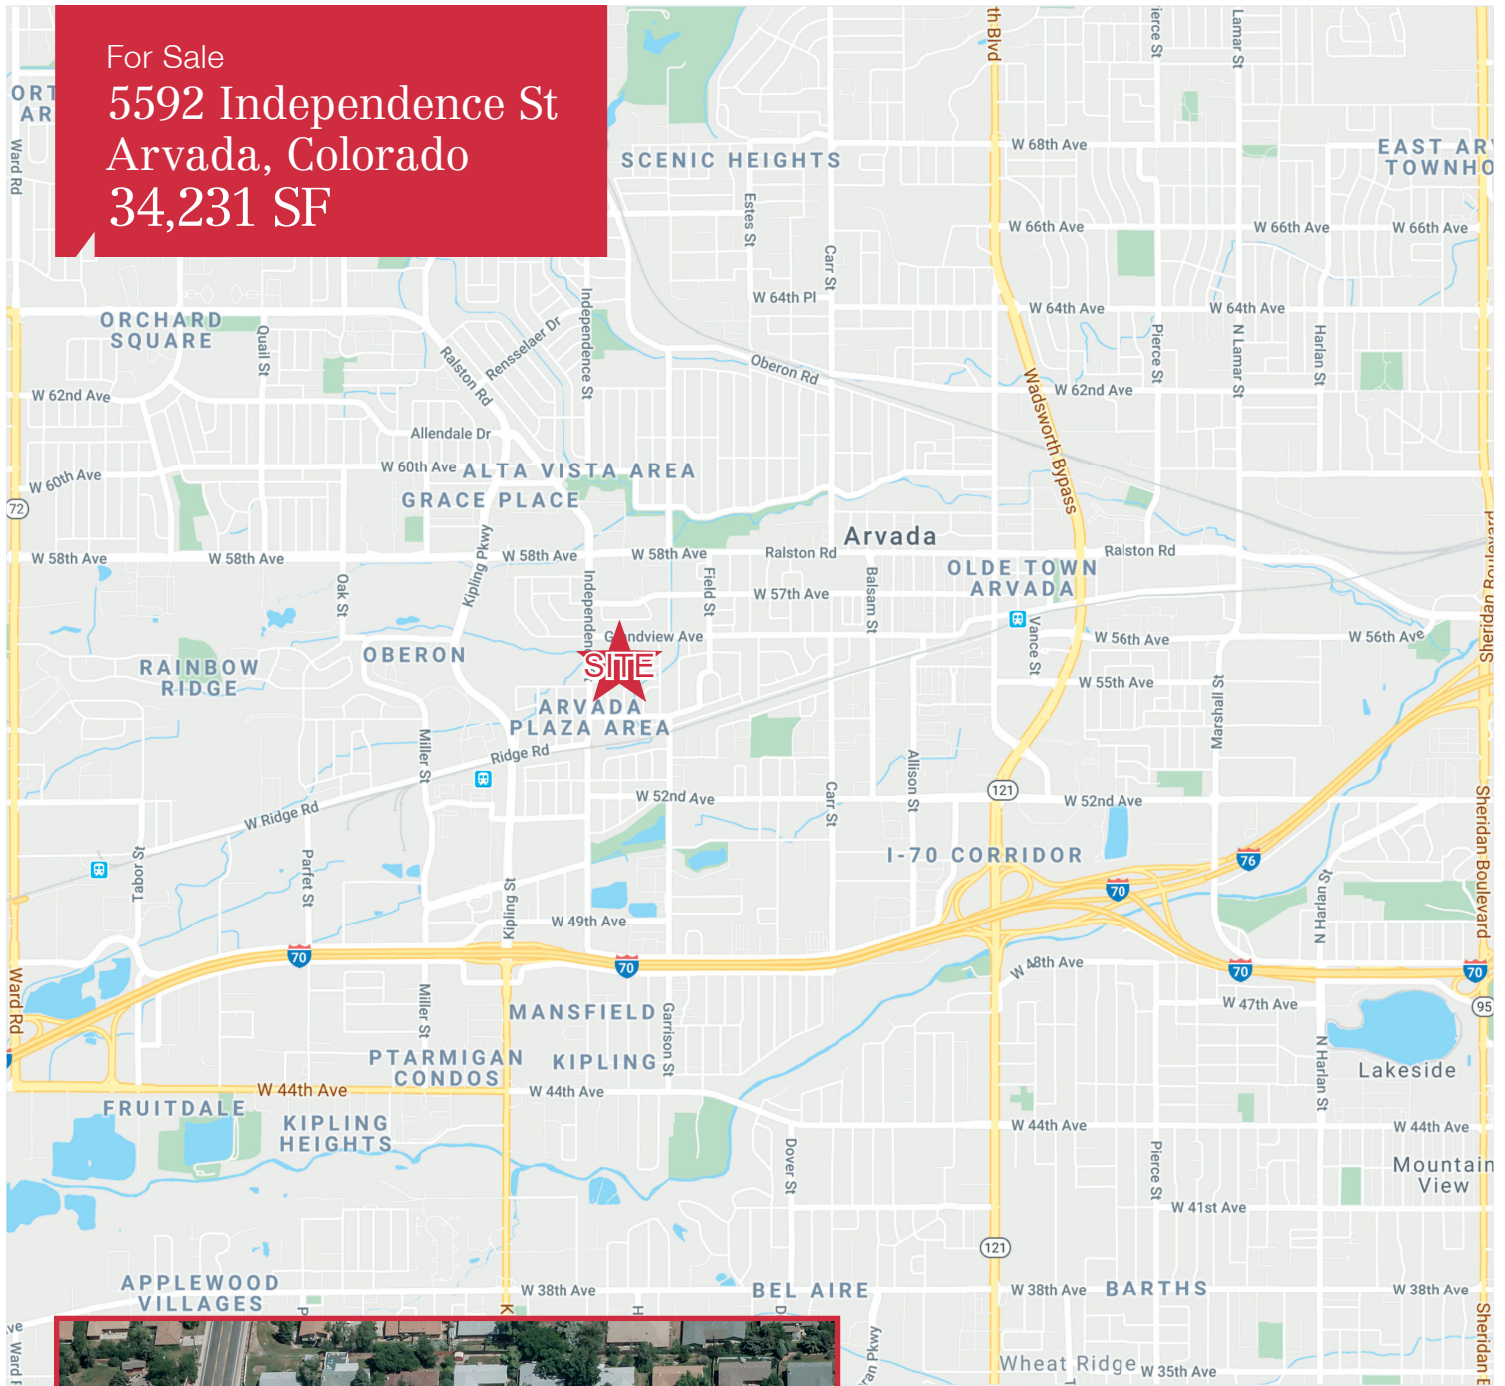 For Sale
5592 Independence St
Arvada, Colorado
34,231 SF
Ward Rd
SCENIC HEIGHTS
Lamar St
W 68th Ave
EAST
Estes St
Carr St
W 66th Ave
W 66th Ave
W 66th Ave
W 64th Pl
W 64th Ave
W 64th Ave
ORCHARD
SQUARE
Quail St
Independence St
Rensselaer Dr
Ralston Rd
Oberon Rd
Pierce St
N Lamar St
Harlan St
W 62nd Ave
W 62nd Ave
Wadsworth Bypass
Allendale Dr
W 60th Ave
ALTA VISTA AREA
W 60th Ave
GRACE PLACE
72
Arvada
W 58th Ave
W 58th Ave
Kipling Pkwy
W 58th Ave
W 58th Ave
Ralston Rd
Ralston Rd
OLDE TOWN
ARVADA
Oak St
Field St
W 57th Ave
Balsam St
Vance St
W 56th Ave
W 56th Ave
SITE
OBERON
RAINBOW
RIDGE
W 55th Ave
Marshall St
ARVADA
PLAZA AREA
Miller St
Ridge Rd
Allison St
W 52nd Ave
Carr St
121
W 52nd Ave
W Ridge Rd
Sheridan Boulevard
Tabor St
Parfet St
I-70 CORRIDOR
76
70
Kipling St
W 49th Ave
N Harlan St
70
70
70
70
Ward Rd
Miller St
MANSFIELD
Garrison St
W 47th Ave
95
PTARMIGAN
CONDOS
KIPLING
N Harlan St
Lakeside
W 44th Ave
W 44th Ave
FRUITDALE
KIPLING
HEIGHTS
W 44th Ave
W 44th Ave
Dover St
Pierce St
Mountain
View
W 41st Ave
121
APPLEWOOD
VILLAGES
W 38th Ave
BEL AIRE
W 38th Ave
BARTHS
W 38th Ave
Wheat Ridge
W 35th Ave